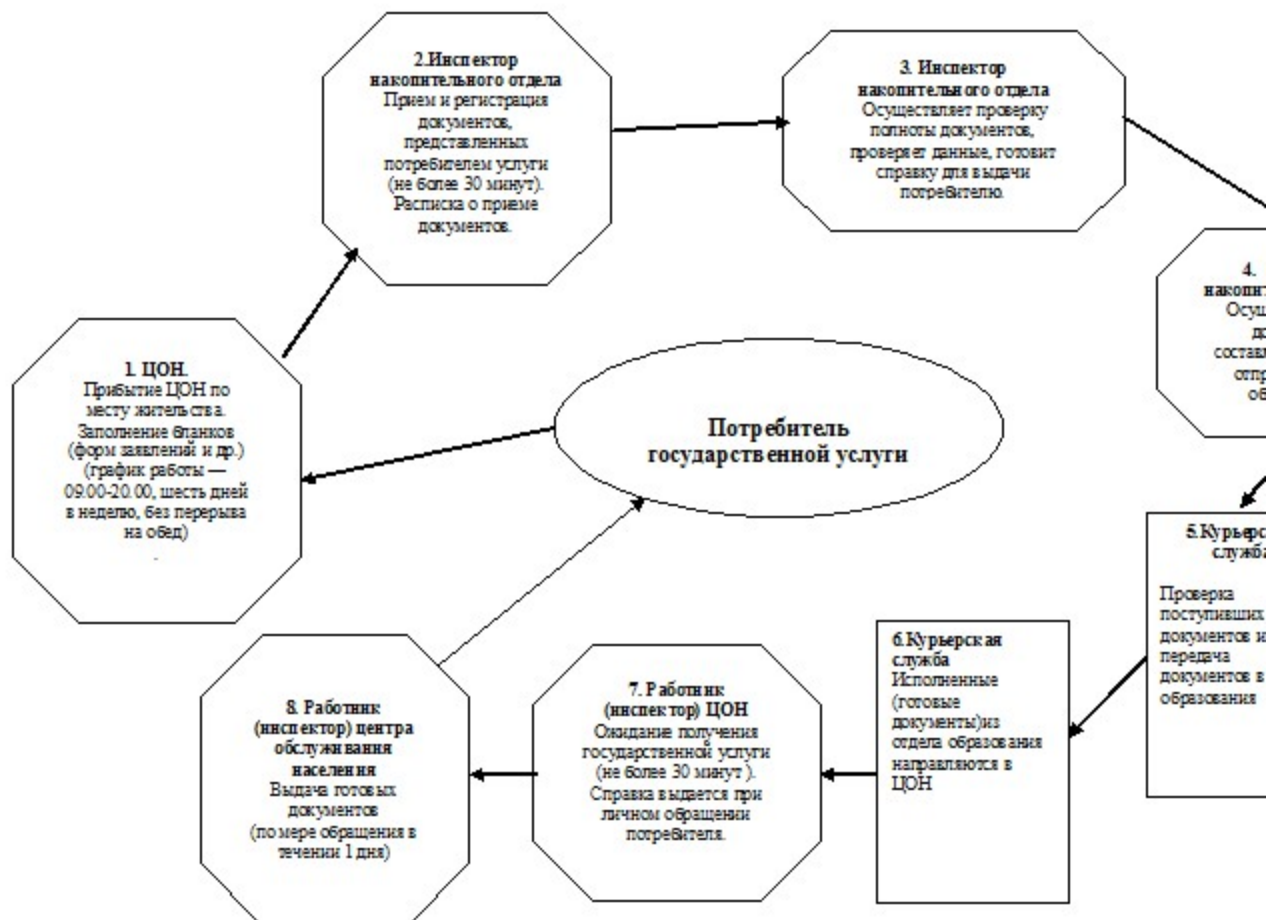 2.Инспектор
накопительного отдела
Прием и регистрация
документов,
представленных
потребителем услуги
(не более 30 минут).
Расписка о приеме
документов.
3. Инспектор
накопительного отдела
Осуществляет проверку
полноты документов,
проверяет данные, готовит
справку для выдачи
потребителю.
4.
1. ЦОН.
Прибытие ЦОН по
месту жительства.
Заполнение бланков
(форм заявлений и др.)
(график работы —
09.00-20.00, шесть дней
в неделю, без перерыва
на обед)
.
Потребитель
государственной услуги
5.
служба
Проверка
поступивших
документов и
передача
документов в
образования
6.Курьерская
служба
Исполненные
(готовые
документы)из
отдела образования
направляются в
ЦОН
7. Работник
(инспектор) ЦОН
Ожидание получения
государственной услуги
(не более 30 минут ).
Справка выдается при
личном обращении
потребителя.
8. Работник
(инспектор) центра
обслуживания
населения
Выдача готовых
документов
(по мере обращения в
течении 1 дня)